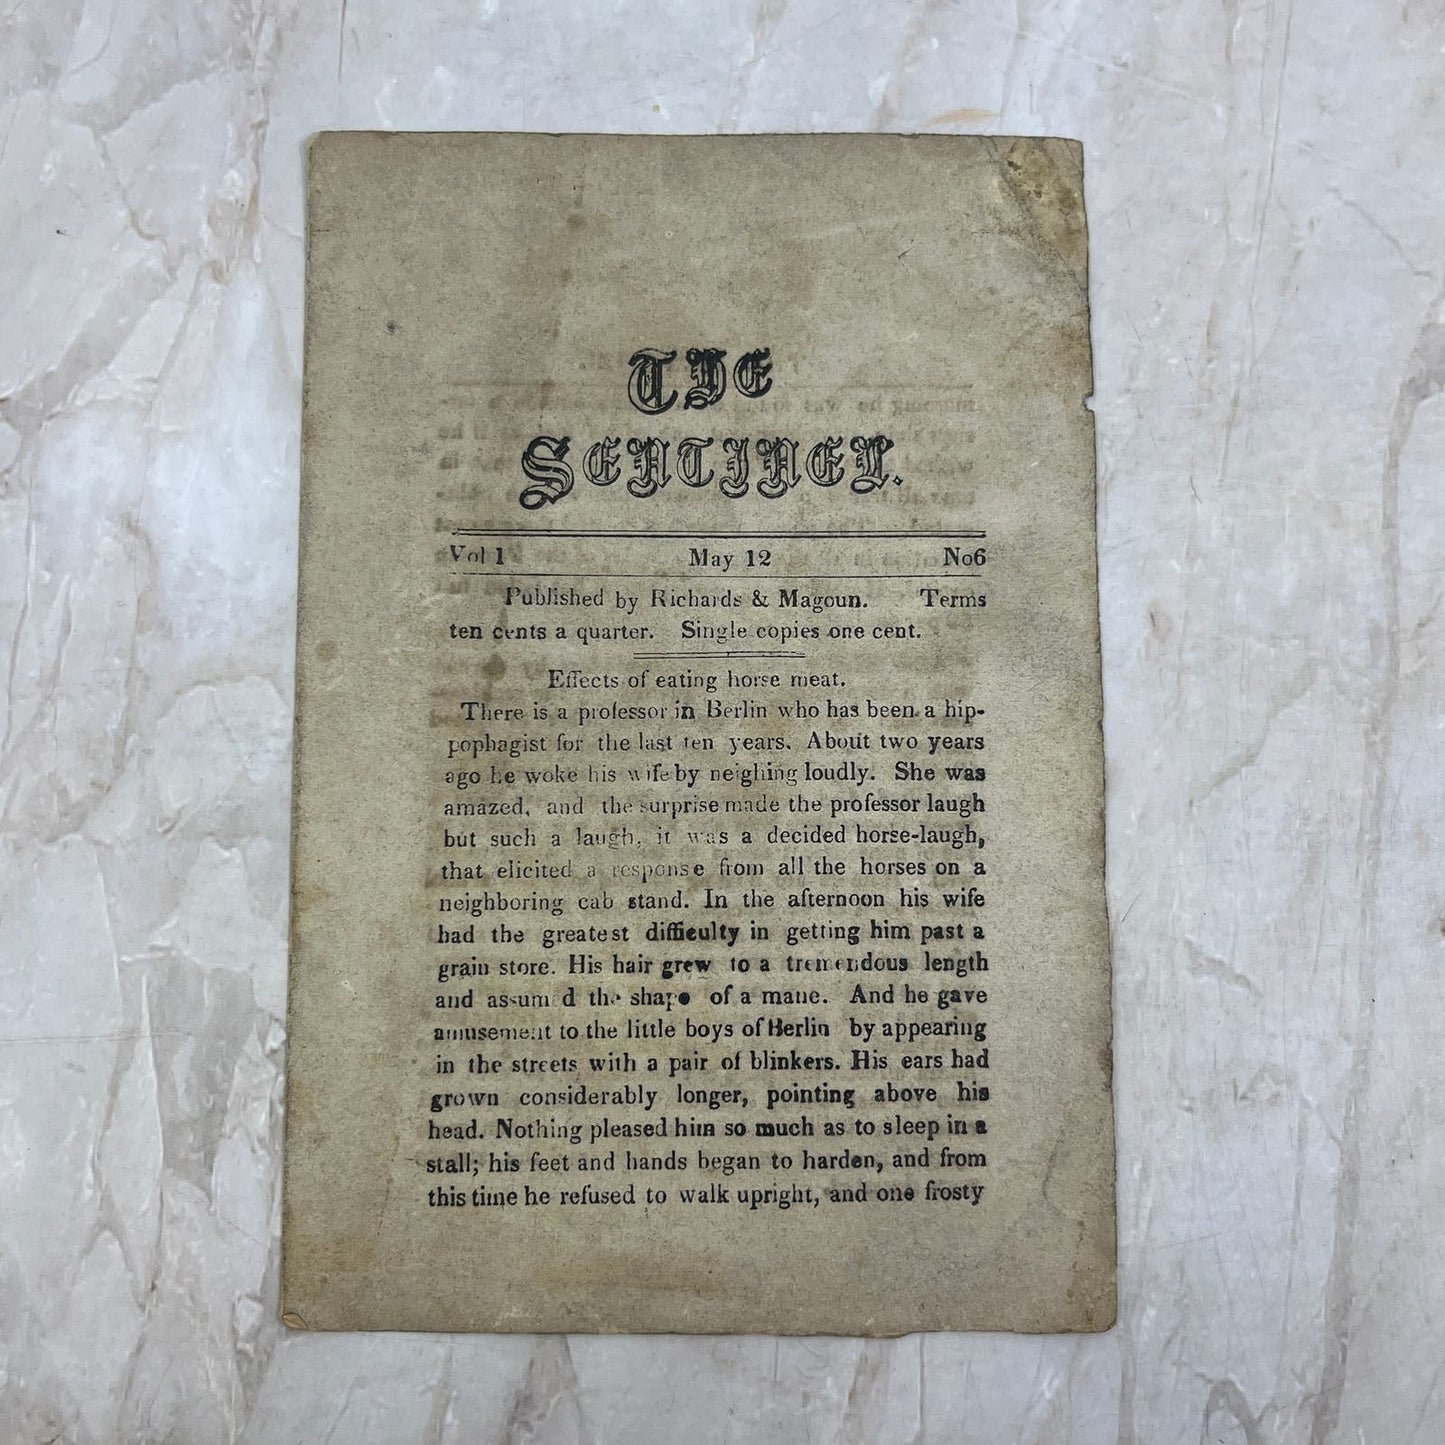 THE
SENTINEL.
Vol 1 May 12 No6
Published by Richards & Magoun. Terms
ten cents a quarter. Single copies one cent.
Effects of eating horse meat.
There is a professor in Berlin who has been a hip-
pophagist for the last ten years. About two years
ago he woke his wife by neighing loudly. She was
amazed, and the surprise made the professor laugh
but such a laugh, it was a decided horse-laugh,
that elicited a response from all the horses on a
neighboring cab stand. In the afternoon his wife
had the greatest difficulty in getting him past a
grain store. His hair grew to a tremendous length
and assum d the shape of a mane. And he gave
amusement to the little boys of Berlin by appearing
in the streets with a pair of blinkers. His ears had
grown considerably longer, pointing above his
head. Nothing pleased him so much as to sleep in a
stall; his feet and hands began to harden, and from
this time he refused to walk upright, and one frosty